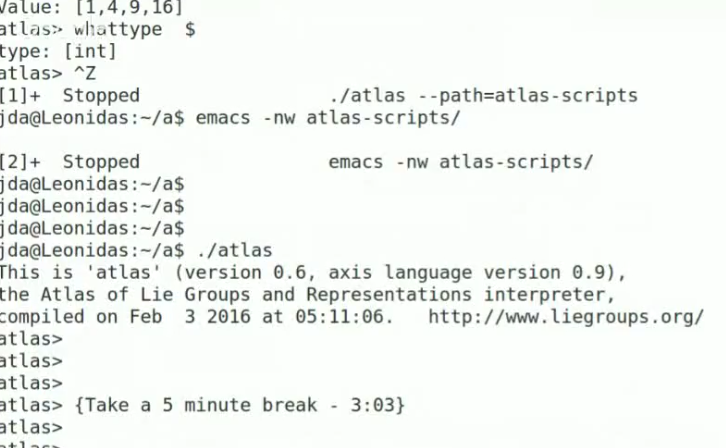 Value: [1,4,9,16]
atlas> whattype  $
type: [int]
atlas> ^Z
[1]+  Stopped                 ./atlas --path=atlas-scripts
jda@Leonidas:~/a$ emacs -nw atlas-scripts/
[2]+  Stopped                 emacs -nw atlas-scripts/
jda@Leonidas:~/a$
jda@Leonidas:~/a$
jda@Leonidas:~/a$
jda@Leonidas:~/a$ ./atlas
This is 'atlas' (version 0.6, axis language version 0.9),
the Atlas of Lie Groups and Representations interpreter,
compiled on Feb  3 2016 at 05:11:06.   http://www.liegroups.org/
atlas>
atlas>
atlas>
atlas> {Take a 5 minute break - 3:03}
atlas>
atlas>